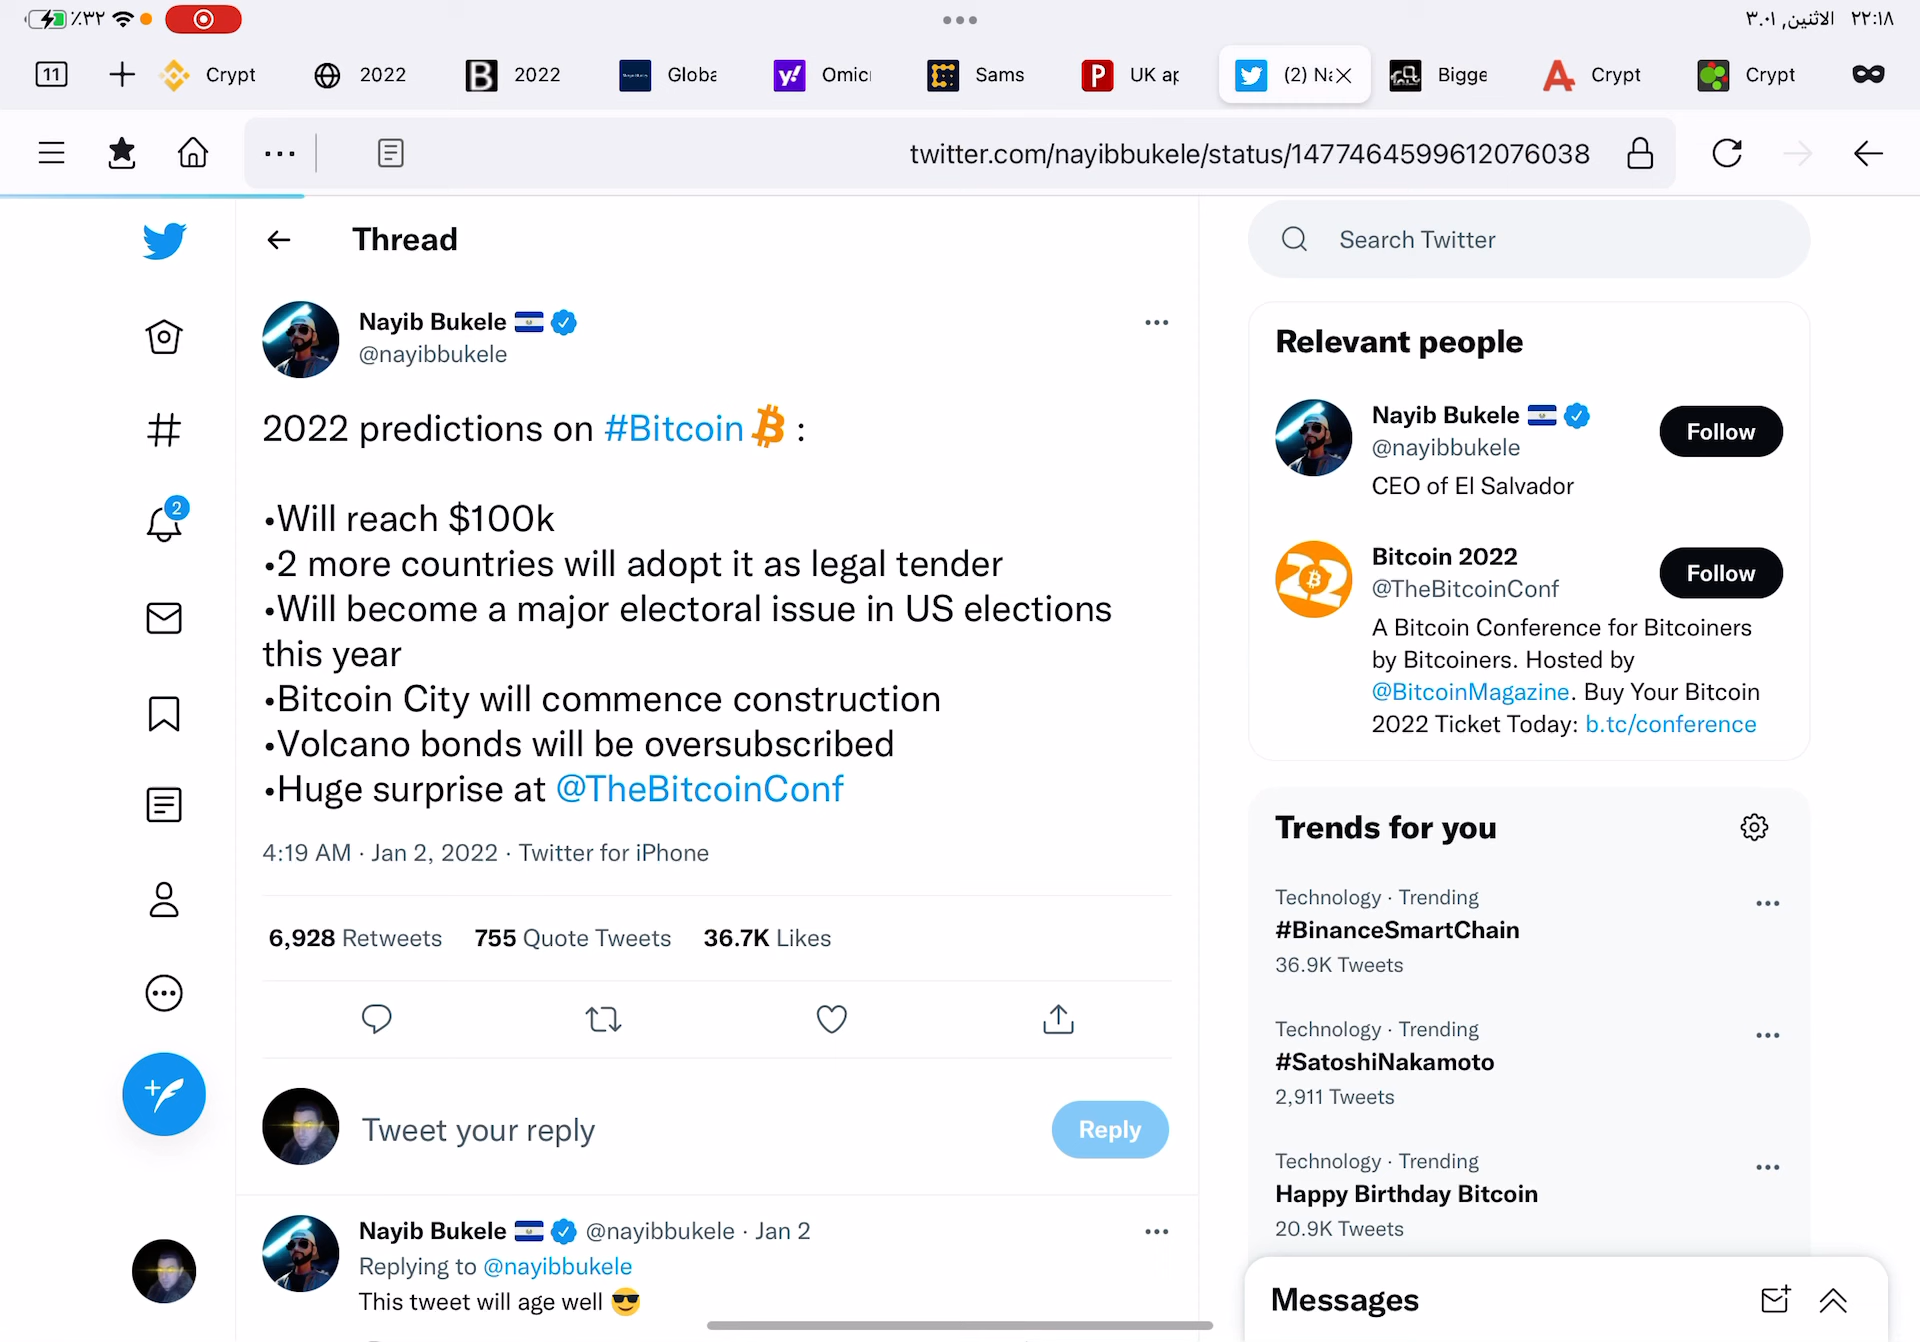 ٪٣٢
الاثنين, ٣٠١
٢٢:١٨
11
Crypt
2022
B
2022
Globa
y!
Omic
Sams
P
UK ap
(2) Na
Bigge
Crypt
Crypt
twitter.com/nayibbukele/status/1477464599612076038
Thread
Search Twitter
Nayib Bukele
@nayibbukele
2022 predictions on #Bitcoin :
•Will reach $100k
•2 more countries will adopt it as legal tender
•Will become a major electoral issue in US elections
this year
•Bitcoin City will commence construction
•Volcano bonds will be oversubscribed
•Huge surprise at @TheBitcoinConf
4:19 AM · Jan 2, 2022 · Twitter for iPhone
6,928 Retweets 755 Quote Tweets 36.7K Likes
2
Tweet your reply
Reply
Nayib Bukele @nayibbukele · Jan 2
Replying to @nayibbukele
This tweet will age well 😎
Relevant people
Nayib Bukele
@nayibbukele
Follow
CEO of El Salvador
Bitcoin 2022
@TheBitcoinConf
Follow
A Bitcoin Conference for Bitcoiners
by Bitcoiners. Hosted by
@BitcoinMagazine. Buy Your Bitcoin
2022 Ticket Today: b.tc/conference
Trends for you
Technology · Trending
#BinanceSmartChain
36.9K Tweets
Technology · Trending
#SatoshiNakamoto
2,911 Tweets
Technology · Trending
Happy Birthday Bitcoin
20.9K Tweets
Messages